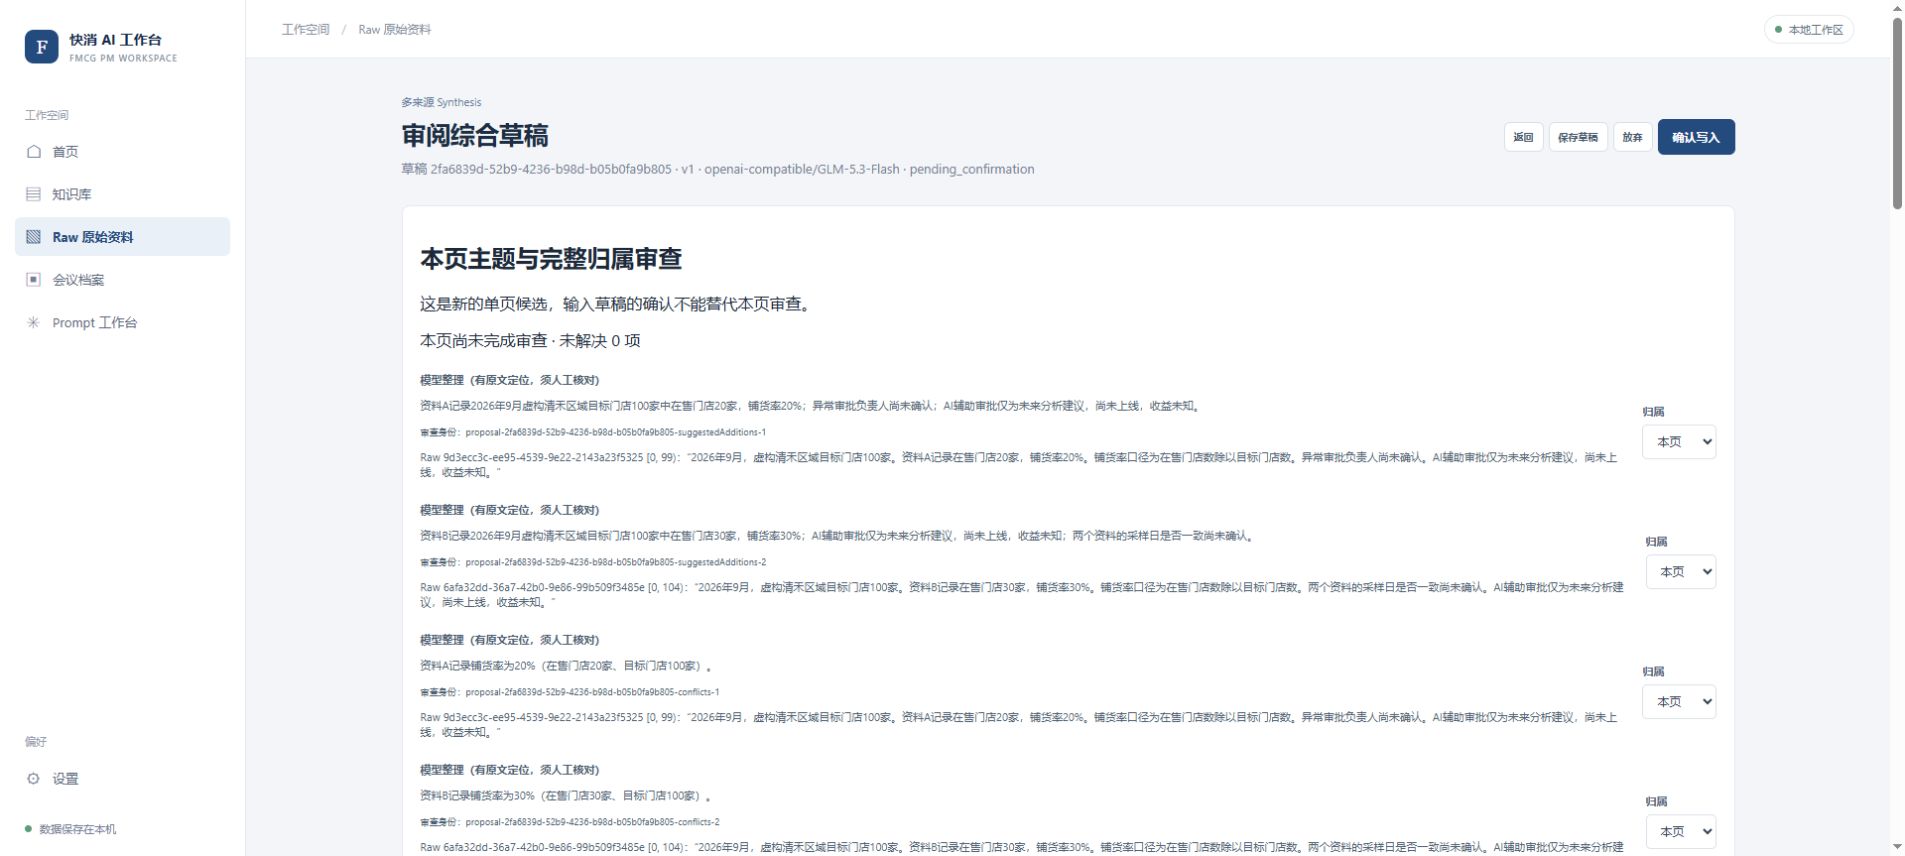 F
快消 AI 工作台
FMCG PM WORKSPACE
工作空间
首页
知识库
Raw 原始资料
会议档案
Prompt 工作台
偏好
设置
数据保存在本机
工作空间 / Raw 原始资料
本地工作区
多来源 Synthesis
审阅综合草稿
草稿 2fa6839d-52b9-4236-b98d-b05b0fa9b805 · v1 · openai-compatible/GLM-5.3-Flash · pending_confirmation
返回
保存草稿
放弃
确认写入
本页主题与完整归属审查
这是新的单页候选，输入草稿的确认不能替代本页审查。
本页尚未完成审查 · 未解决 0 项
模型整理（有原文定位，须人工核对）
资料A记录2026年9月虚构清禾区域目标门店100家中在售门店20家，铺货率20%；异常审批负责人尚未确认；AI辅助审批仅为未来分析建议，尚未上线，收益未知。
审查身份：proposal-2fa6839d-52b9-4236-b98d-b05b0fa9b805-suggestedAdditions-1
Raw 9d3ecc3c-ee95-4539-9e22-2143a23f5325 [0, 99)：“2026年9月，虚构清禾区域目标门店100家。资料A记录在售门店20家，铺货率20%。铺货率口径为在售门店数除以目标门店数。异常审批负责人尚未确认。AI辅助审批仅为未来分析建议，尚未上
线，收益未知。”
归属
本页
模型整理（有原文定位，须人工核对）
资料B记录2026年9月虚构清禾区域目标门店100家中在售门店30家，铺货率30%；AI辅助审批仅为未来分析建议，尚未上线，收益未知；两个资料的采样日是否一致尚未确认。
审查身份：proposal-2fa6839d-52b9-4236-b98d-b05b0fa9b805-suggestedAdditions-2
Raw 6afa32dd-36a7-42b0-9e86-99b509f3485e [0, 104)：“2026年9月，虚构清禾区域目标门店100家。资料B记录在售门店30家，铺货率30%。铺货率口径为在售门店数除以目标门店数。两个资料的采样日是否一致尚未确认。AI辅助审批仅为未来分析建
议，尚未上线，收益未知。”
归属
本页
模型整理（有原文定位，须人工核对）
资料A记录铺货率为20%（在售门店20家、目标门店100家）。
审查身份：proposal-2fa6839d-52b9-4236-b98d-b05b0fa9b805-conflicts-1
Raw 9d3ecc3c-ee95-4539-9e22-2143a23f5325 [0, 99)：“2026年9月，虚构清禾区域目标门店100家。资料A记录在售门店20家，铺货率20%。铺货率口径为在售门店数除以目标门店数。异常审批负责人尚未确认。AI辅助审批仅为未来分析建议，尚未上
线，收益未知。”
归属
本页
模型整理（有原文定位，须人工核对）
资料B记录铺货率为30%（在售门店30家、目标门店100家）。
审查身份：proposal-2fa6839d-52b9-4236-b98d-b05b0fa9b805-conflicts-2
Raw 6afa32dd-36a7-42b0-9e86-99b509f3485e [0, 104)：“2026年9月，虚构清禾区域目标门店100家。资料B记录在售门店30家，铺货率30%。铺货率口径为在售门店数除以目标门店数。两个资料的采样日是否一致尚未确认。AI辅助审批仅为未来分析建
归属
本页